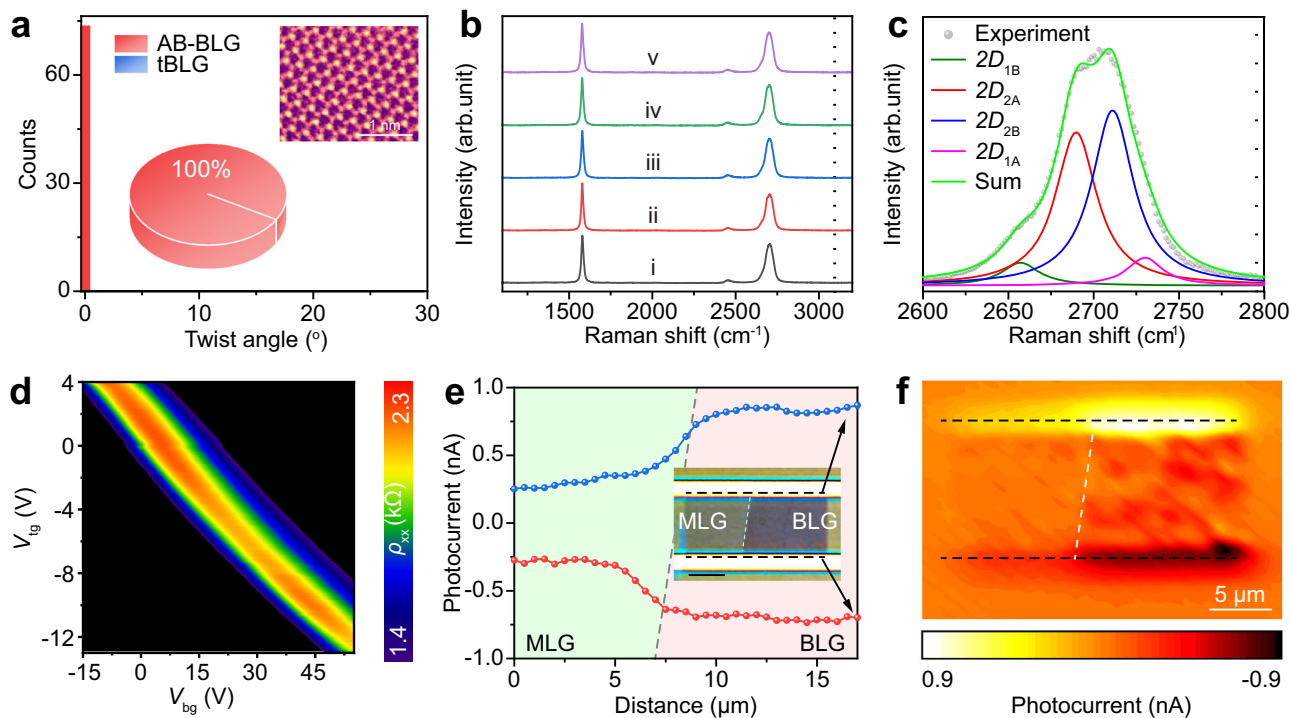 a
AB-BLG
tBLG
1 nm
100%
Counts
60
30
0
0
10
20
30
Twist angle (°)
b
v
iv
iii
ii
i
Intensity (arb.unit)
1500
2000
2500
3000
Raman shift (cm⁻¹)
c
Experiment
2D1B
2D2A
2D2B
2D1A
Sum
Intensity (arb.unit)
2600
2650
2700
2750
2800
Raman shift (cm¹)
d
4
0
-4
-8
-12
Vtg (V)
-15
0
15
30
45
Vbg (V)
1.4
ρxx (kΩ)
2.3
e
1.0
0.5
0.0
-0.5
-1.0
Photocurrent (nA)
MLG
BLG
MLG
BLG
0
5
10
15
Distance (μm)
f
5 μm
0.9
-0.9
Photocurrent (nA)